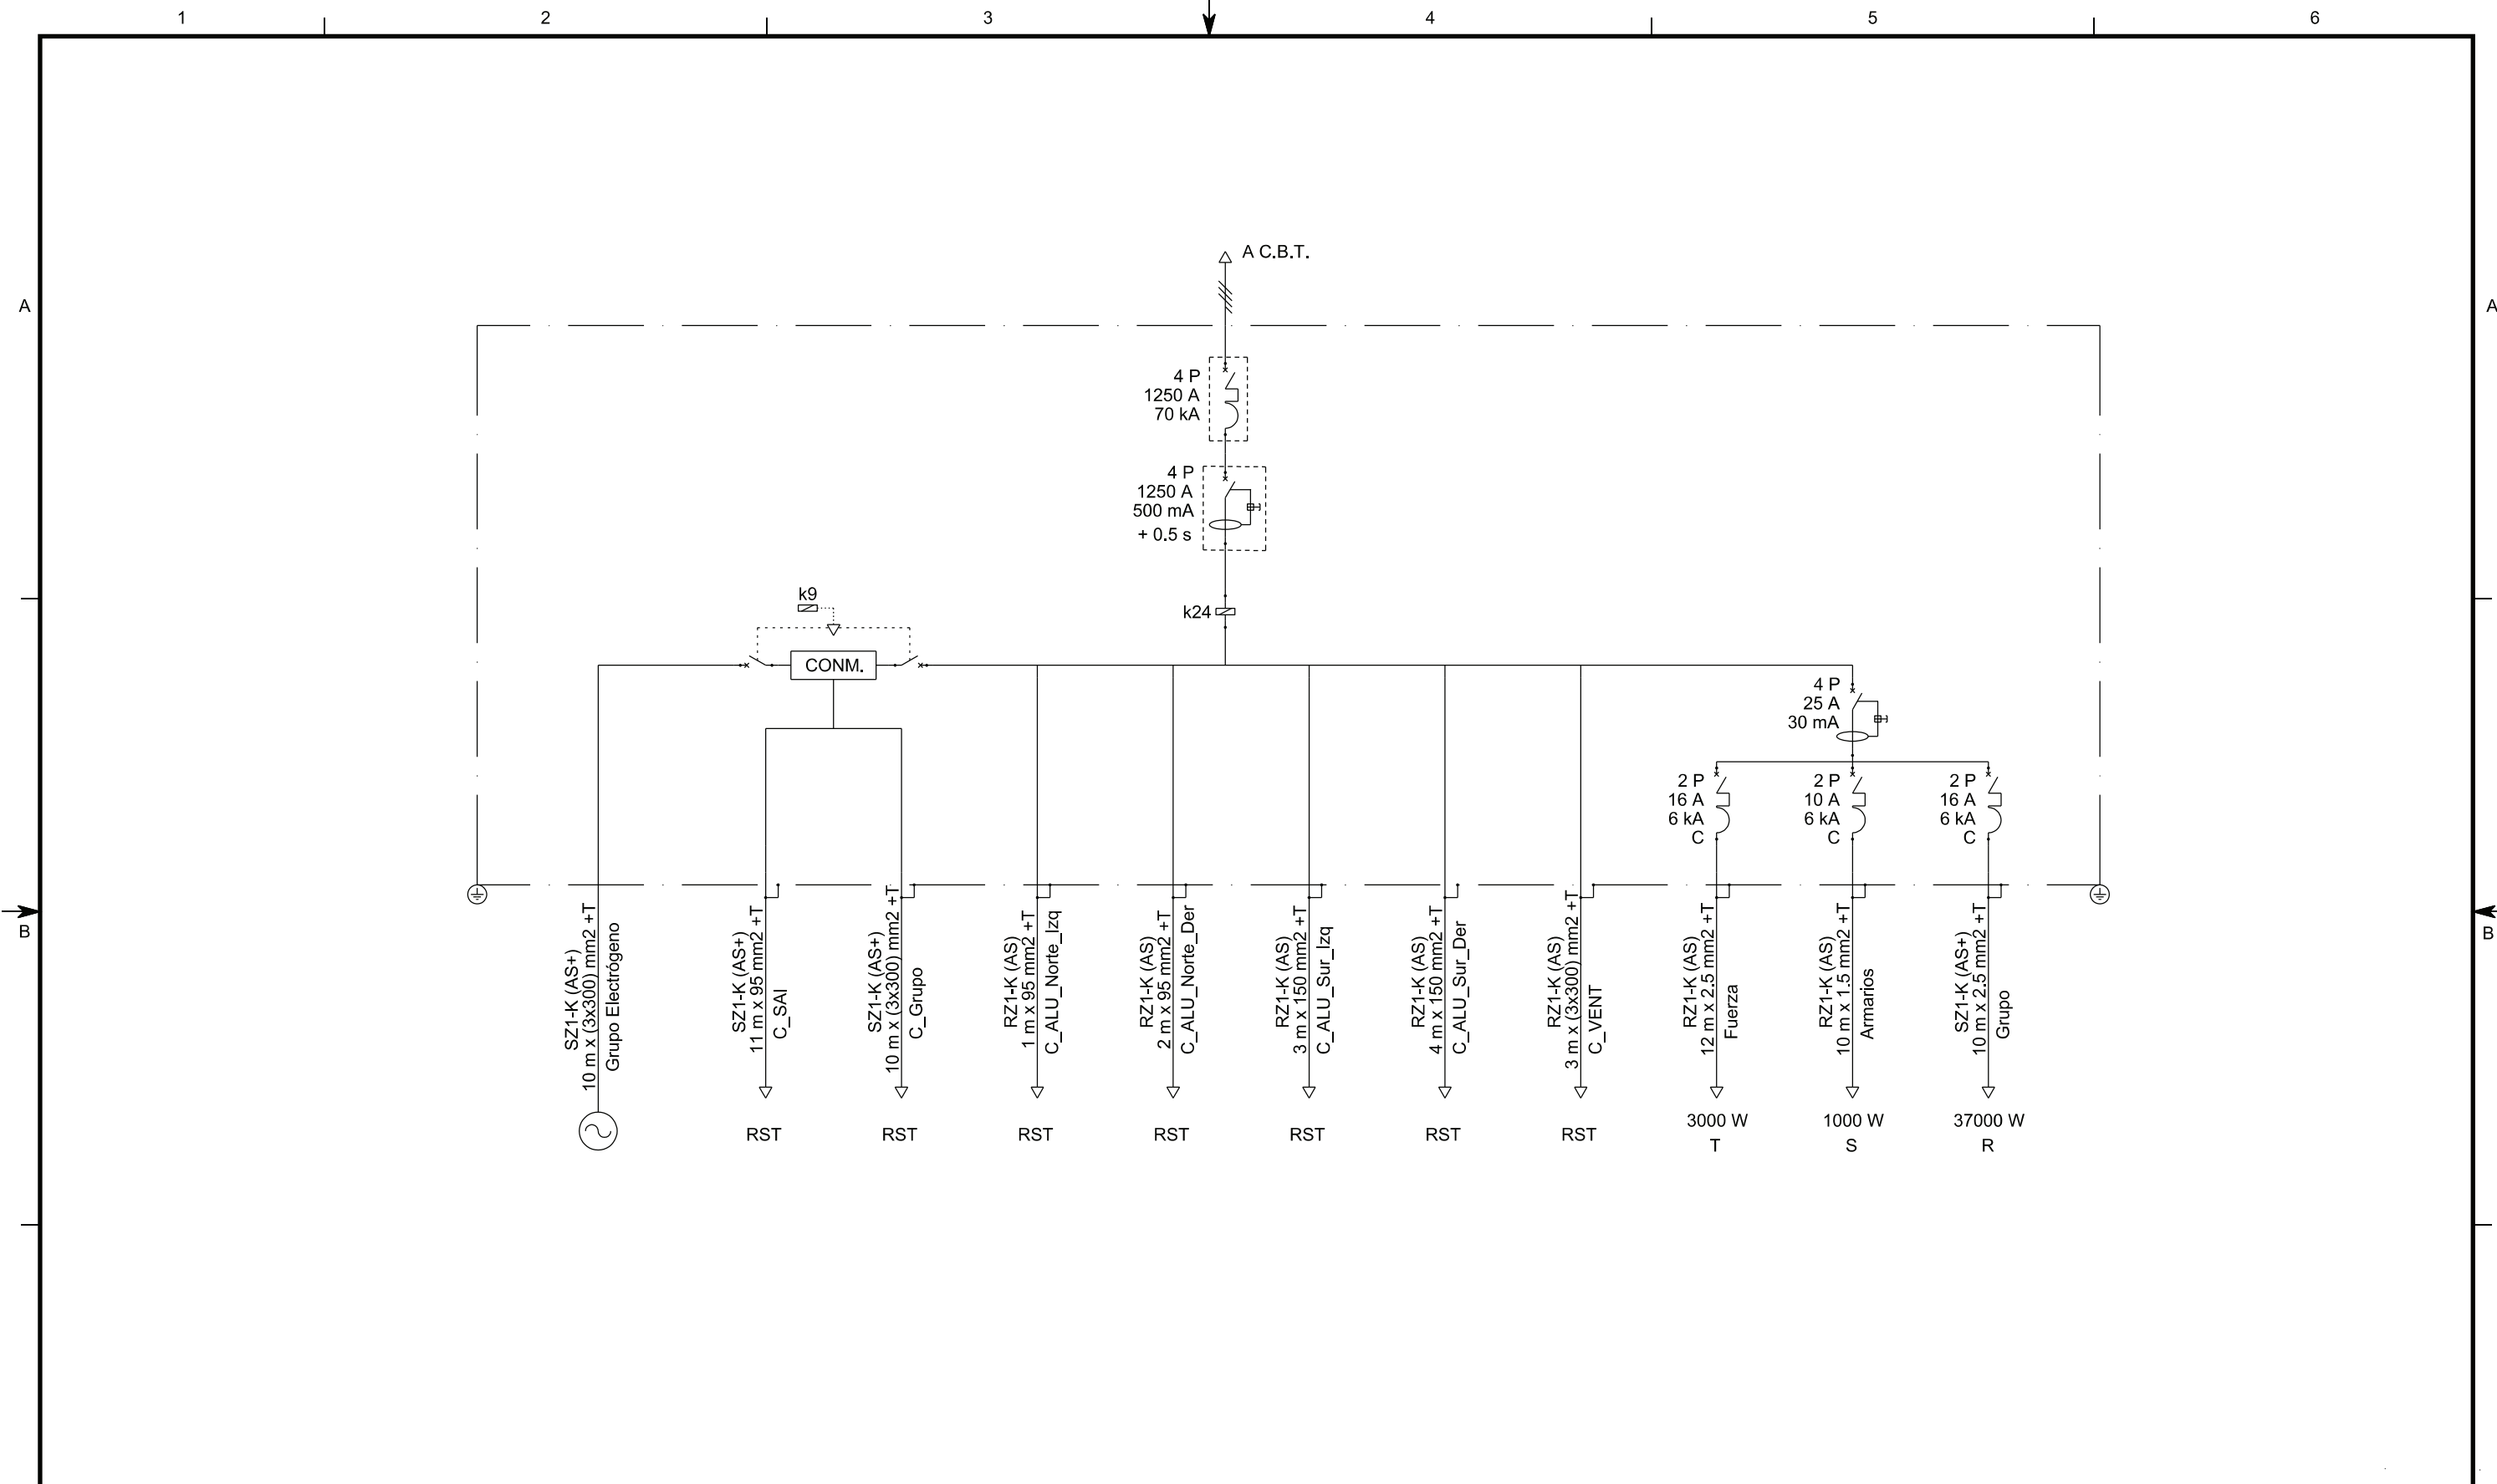 1
2
3
4
5
6
A
A
A C.B.T.
4 P
1250 A
70 kA
4 P
1250 A
500 mA
+ 0.5 s
k9
k24
CONM.
4 P
25 A
30 mA
2 P
16 A
6 kA
C
2 P
10 A
6 kA
C
2 P
16 A
6 kA
C
B
B
SZ1-K (AS+)
10 m x (3x300) mm2 +T
Grupo Electrógeno
SZ1-K (AS+)
11 m x 95 mm2 +T
C_SAI
SZ1-K (AS+)
10 m x (3x300) mm2 +T
C_Grupo
RZ1-K (AS)
1 m x 95 mm2 +T
C_ALU_Norte_Izq
RZ1-K (AS)
2 m x 95 mm2 +T
C_ALU_Norte_Der
RZ1-K (AS)
3 m x 150 mm2 +T
C_ALU_Sur_Izq
RZ1-K (AS)
4 m x 150 mm2 +T
C_ALU_Sur_Der
RZ1-K (AS)
3 m x (3x300) mm2 +T
C_VENT
RZ1-K (AS)
12 m x 2.5 mm2 +T
Fuerza
RZ1-K (AS)
10 m x 1.5 mm2 +T
Armarios
SZ1-K (AS+)
10 m x 2.5 mm2 +T
Grupo
RST
RST
RST
RST
RST
RST
RST
3000 W
T
1000 W
S
37000 W
R